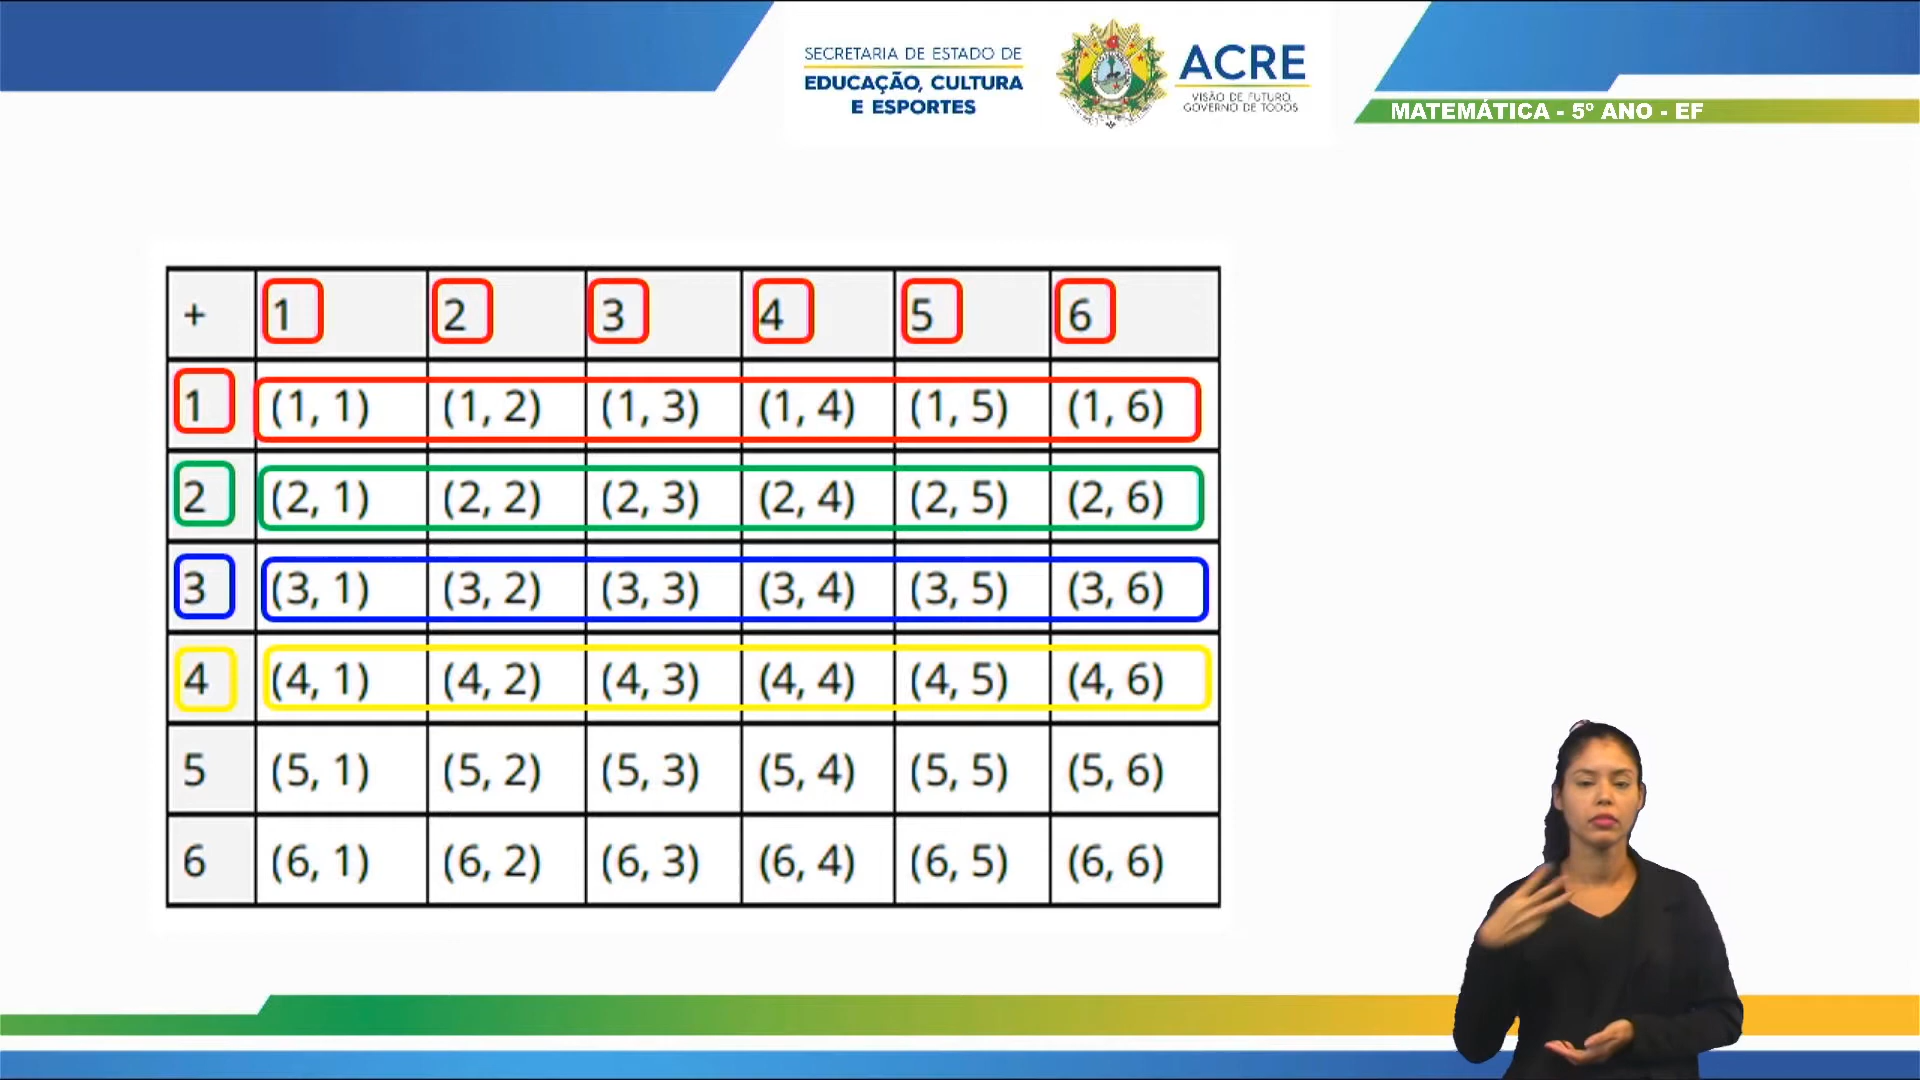 SECRETARIA DE ESTADO DE
EDUCAÇÃO, CULTURA
E ESPORTES
ACRE
VISÃO DE FUTURO,
GOVERNO DE TODOS
MATEMÁTICA - 5º ANO - EF
+ 1 2 3 4 5 6
1 (1, 1) (1, 2) (1, 3) (1, 4) (1, 5) (1, 6)
2 (2, 1) (2, 2) (2, 3) (2, 4) (2, 5) (2, 6)
3 (3, 1) (3, 2) (3, 3) (3, 4) (3, 5) (3, 6)
4 (4, 1) (4, 2) (4, 3) (4, 4) (4, 5) (4, 6)
5 (5, 1) (5, 2) (5, 3) (5, 4) (5, 5) (5, 6)
6 (6, 1) (6, 2) (6, 3) (6, 4) (6, 5) (6, 6)